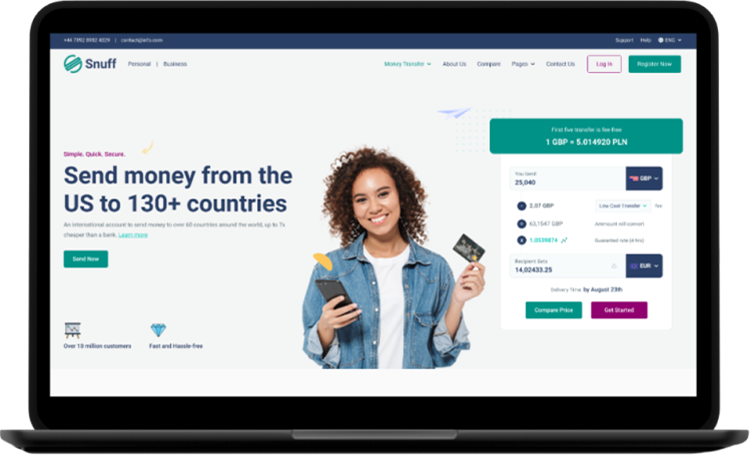 +44 7992 8932 4029 | contact@info.com
Support Help ENG
Snuff Personal | Business Money Transfer About Us Compare Pages Contact Us Log In Register Now
First five transfer is fee-free
1 GBP = 5.014920 PLN
Simple. Quick. Secure.
Send money from the
US to 130+ countries
An international account to send money to over 60 countries around the world, up to 7x
cheaper than a bank. Learn more
Send Now
You Send
25,040
GBP
2.07 GBP Low Cost Transfer fee
63,1547 GBP Ammount will convert
1.0539874 Guranted rate (4 hrs)
Recipient Gets
14,02433.25
EUR
Delivery Time by August 23th
Compare Price Get Started
Over 10 million customers Fast and Hassle-free